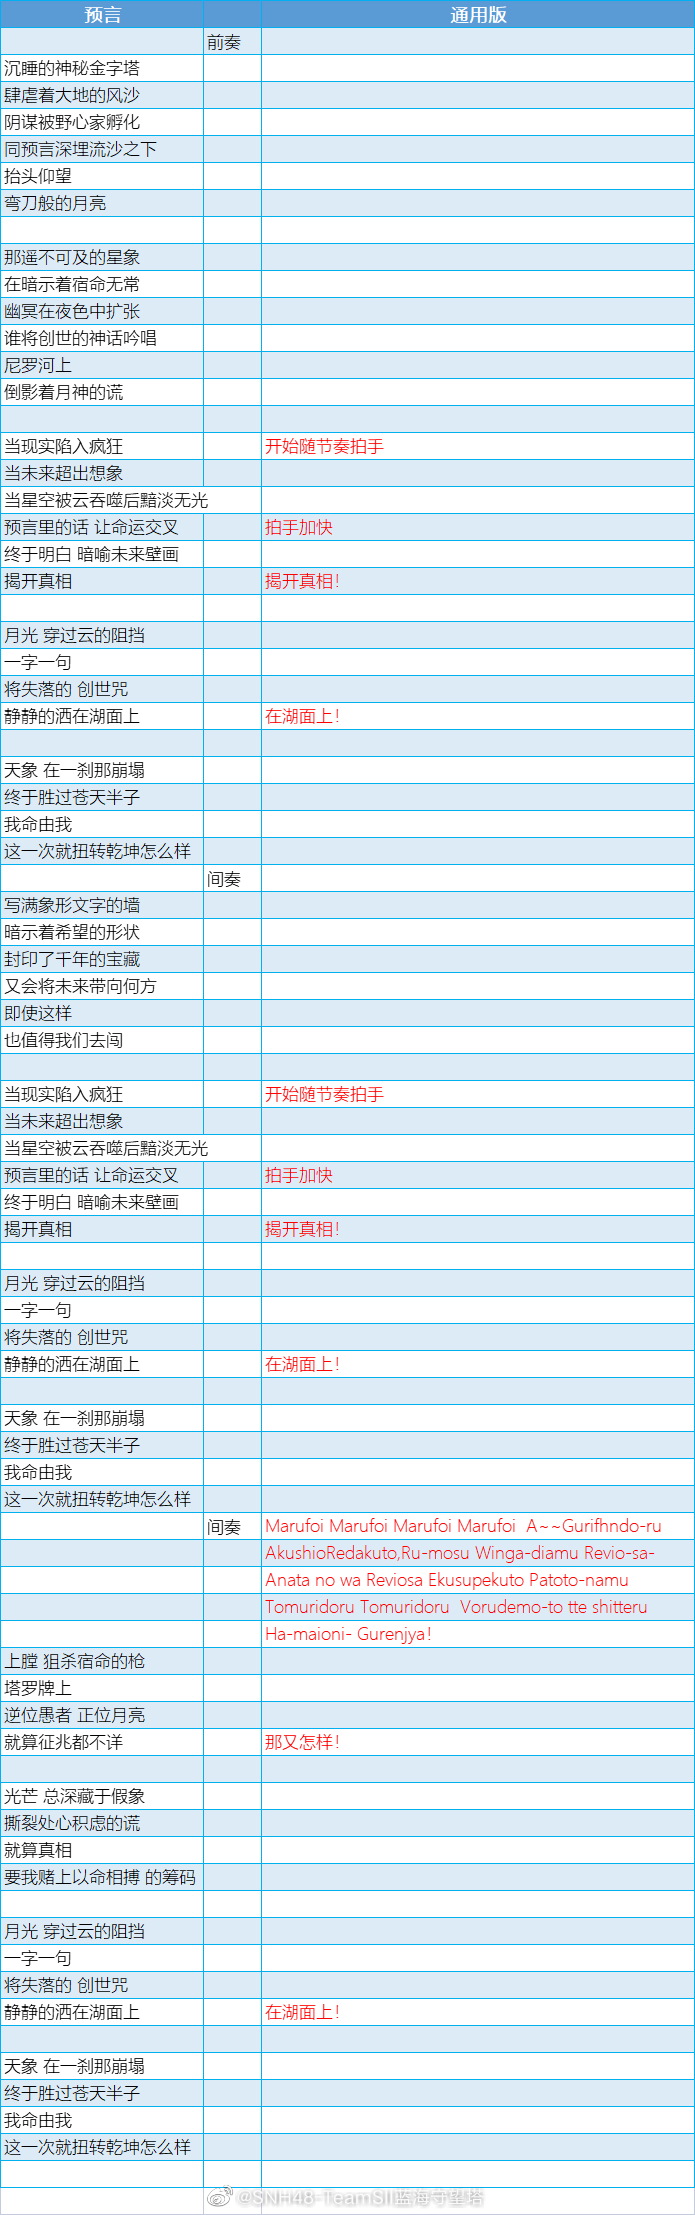 预言 通用版
前奏
沉睡的神秘金字塔
肆虐着大地的风沙
阴谋被野心家孵化
同预言深埋流沙之下
抬头仰望
弯刀般的月亮
那遥不可及的星象
在暗示着宿命无常
幽冥在夜色中扩张
谁将创世的神话吟唱
尼罗河上
倒影着月神的谎
当现实陷入疯狂 开始随节奏拍手
当未来超出想象
当星空被云吞噬后黯淡无光
预言里的话 让命运交叉 拍手加快
终于明白 暗喻未来壁画
揭开真相 揭开真相！
月光 穿过云的阻挡
一字一句
将失落的 创世咒
静静的洒在湖面上 在湖面上！
天象 在一刹那崩塌
终于胜过苍天半子
我命由我
这一次就扭转乾坤怎么样
间奏
写满象形文字的墙
暗示着希望的形状
封印了千年的宝藏
又会将未来带向何方
即使这样
也值得我们去闯
当现实陷入疯狂 开始随节奏拍手
当未来超出想象
当星空被云吞噬后黯淡无光
预言里的话 让命运交叉 拍手加快
终于明白 暗喻未来壁画
揭开真相 揭开真相！
月光 穿过云的阻挡
一字一句
将失落的 创世咒
静静的洒在湖面上 在湖面上！
天象 在一刹那崩塌
终于胜过苍天半子
我命由我
这一次就扭转乾坤怎么样
间奏 Marufoi Marufoi Marufoi Marufoi  A~~Gurifhndo-ru
AkushioRedakuto,Ru-mosu Winga-diamu Revio-sa-
Anata no wa Reviosa Ekusupekuto Patoto-namu
Tomuridoru Tomuridoru  Vorudemo-to tte shitteru
Ha-maioni- Gurenjya！
上膛 狙杀宿命的枪
塔罗牌上
逆位愚者 正位月亮
就算征兆都不详 那又怎样！
光芒 总深藏于假象
撕裂处心积虑的谎
就算真相
要我赌上以命相搏 的筹码
月光 穿过云的阻挡
一字一句
将失落的 创世咒
静静的洒在湖面上 在湖面上！
天象 在一刹那崩塌
终于胜过苍天半子
我命由我
这一次就扭转乾坤怎么样
@SNH48-TeamSII蓝海守望塔